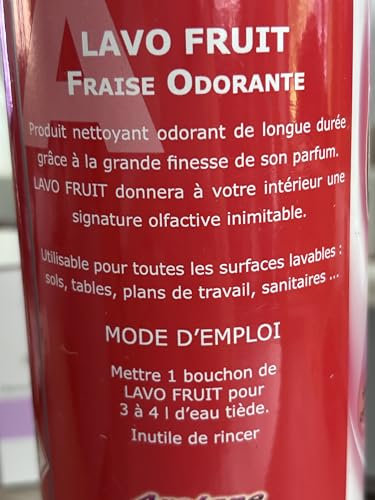 LAVO FRUIT
FRAISE ODORANTE
Produit nettoyant odorant de longue durée
grâce à la grande finesse de son parfum.
LAVO FRUIT donnera à votre intérieur une
signature olfactive inimitable.
Utilisable pour toutes les surfaces lavables :
sols, tables, plans de travail, sanitaires ...
MODE D'EMPLOI
Mettre 1 bouchon de
LAVO FRUIT pour
3 à 4 l d'eau tiède.
Inutile de rincer